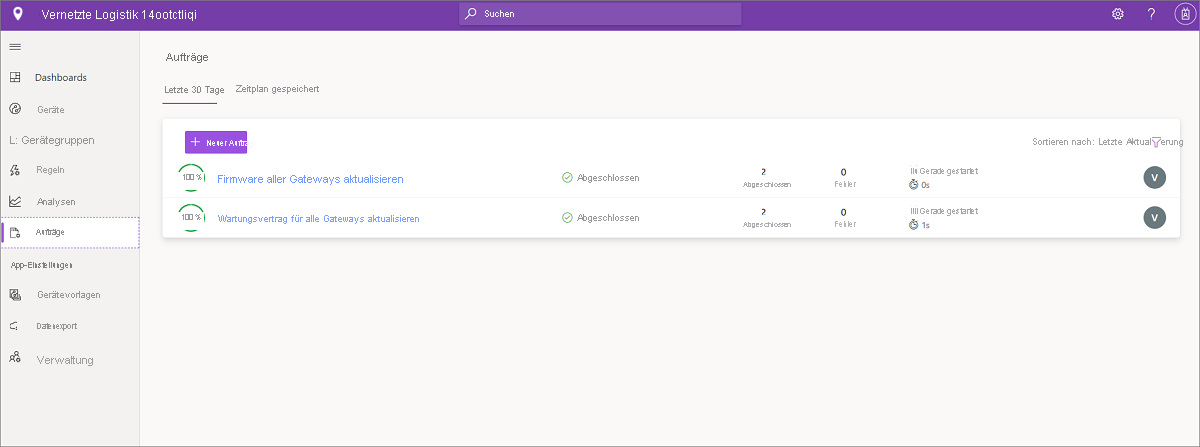 Vernetzte Logistik 14ootctliqi
Suchen
Dashboards
Geräte
L: Gerätegruppen
Regeln
Analysen
Aufträge
App-Einstellungen
Gerätevorlagen
Datenexport
Verwaltung
Aufträge
Letzte 30 Tage Zeitplan gespeichert
Neuer Auftra
Sortieren nach: Letzte Aktualisierung
100 % Firmware aller Gateways aktualisieren Abgeschlossen 2 Abgeschlossen 0 Fehler Gerade gestartet 0s V
100 % Wartungsvertrag für alle Gateways aktualisieren Abgeschlossen 2 Abgeschlossen 0 Fehler Gerade gestartet 1s V